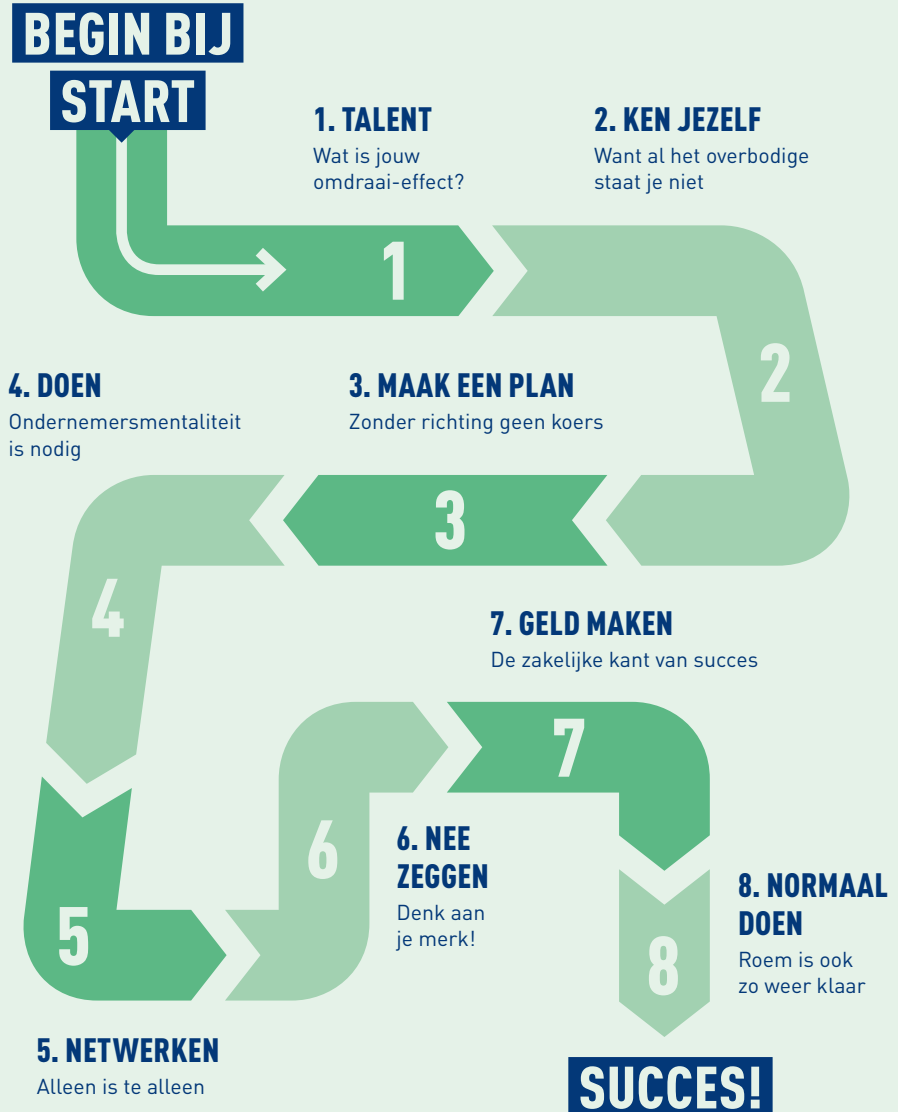 BEGIN BIJ
START
1. TALENT
Wat is jouw
omdraai-effect?
2. KEN JEZELF
Want al het overbodige
staat je niet
1
2
4. DOEN
Ondernemersmentaliteit
is nodig
3. MAAK EEN PLAN
Zonder richting geen koers
3
4
7. GELD MAKEN
De zakelijke kant van succes
7
6
6. NEE
ZEGGEN
Denk aan
je merk!
8. NORMAAL
DOEN
Roem is ook
zo weer klaar
5
8
5. NETWERKEN
Alleen is te alleen
SUCCES!